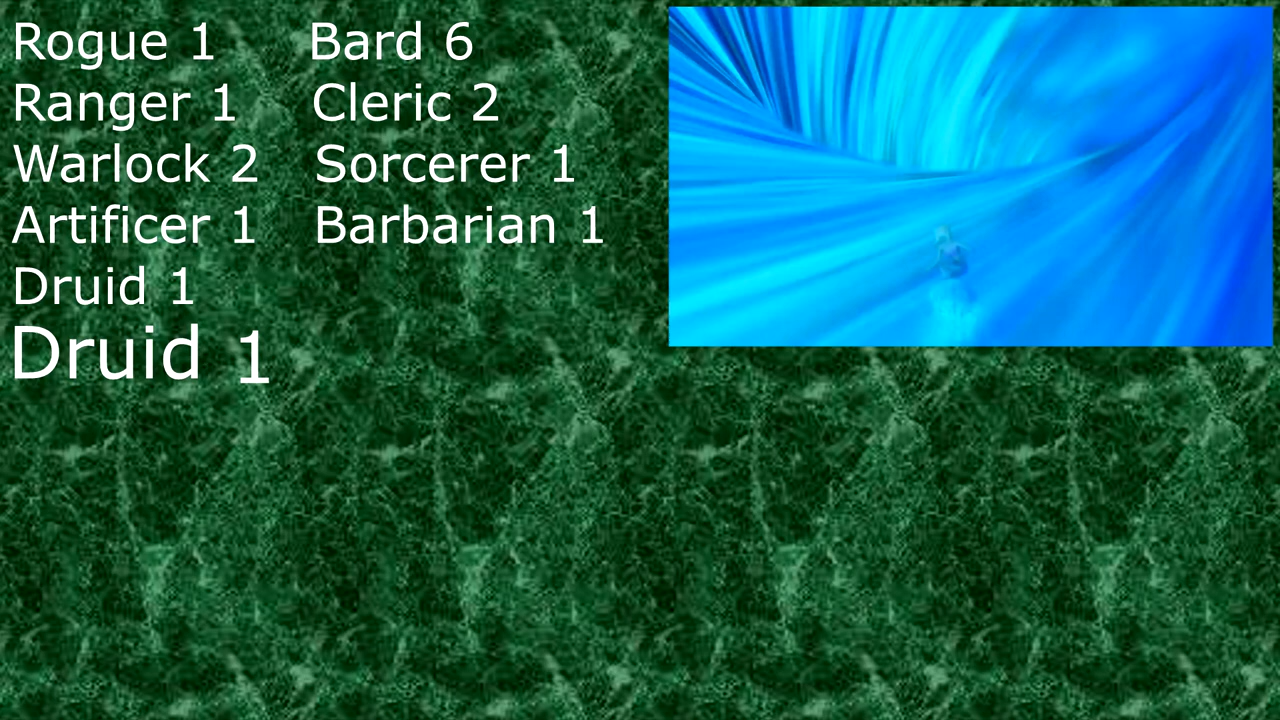 Rogue 1
Ranger 1
Warlock 2
Artificer 1
Druid 1
Druid 1
Bard 6
Cleric 2
Sorcerer 1
Barbarian 1